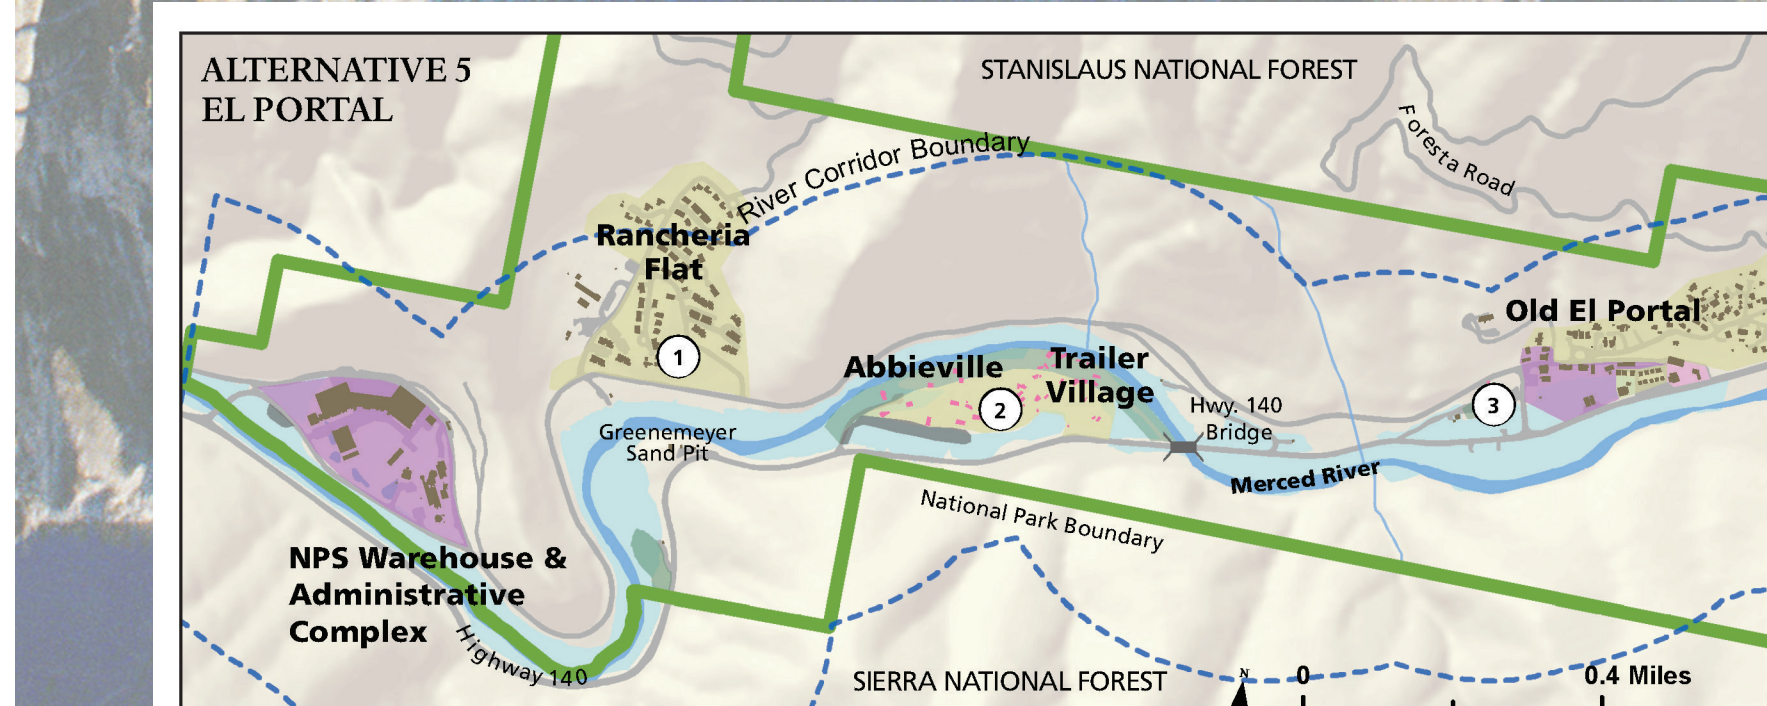 ALTERNATIVE 5
EL PORTAL
STANISLAUS NATIONAL FOREST
Foresta Road
River Corridor Boundary
Rancheria
Flat
1
Old El Portal
Abbieville
Trailer
Village
2
3
Hwy. 140
Bridge
Greenemeyer
Sand Pit
Merced River
National Park Boundary
NPS Warehouse &
Administrative
Complex
Highway 140
SIERRA NATIONAL FOREST
N
0
0.4 Miles